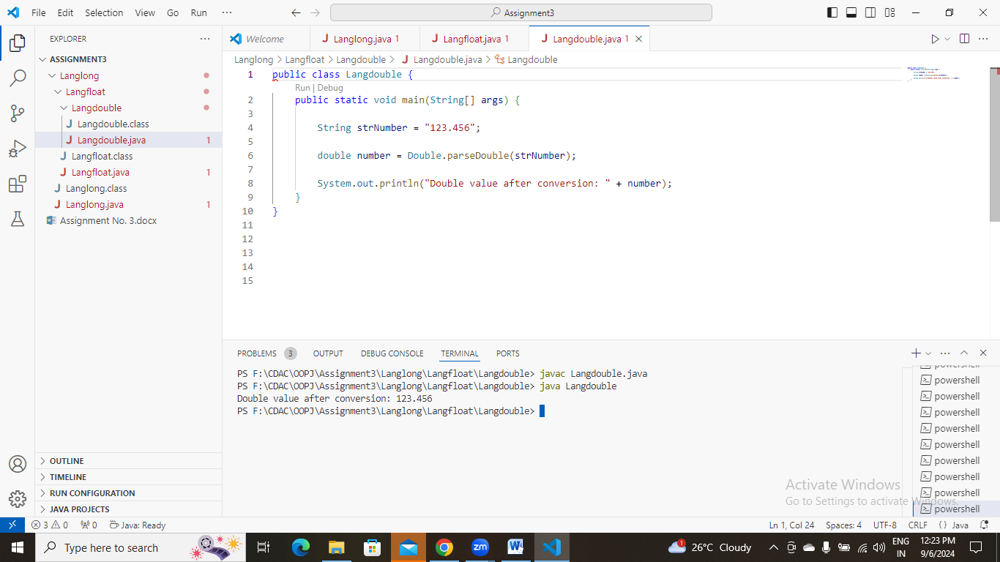 File Edit Selection View Go Run ···
Assignment3
EXPLORER
ASSIGNMENT3
Langlong
Langfloat
Langdouble
Langdouble.class
Langdouble.java 1
Langfloat.class
Langfloat.java 1
Langlong.class
Langlong.java 1
Assignment No. 3.docx
OUTLINE
TIMELINE
RUN CONFIGURATION
JAVA PROJECTS
Welcome
Langlong.java 1
Langfloat.java 1
Langdouble.java 1
Langlong > Langfloat > Langdouble > Langdouble.java > Langdouble
1 public class Langdouble {
Run | Debug
2 public static void main(String[] args) {
3
4 String strNumber = "123.456";
5
6 double number = Double.parseDouble(strNumber);
7
8 System.out.println("Double value after conversion: " + number);
9 }
10 }
11
12
13
14
15
PROBLEMS 3 OUTPUT DEBUG CONSOLE TERMINAL PORTS
PS F:\CDAC\OOPJ\Assignment3\Langlong\Langfloat\Langdouble> javac Langdouble.java
PS F:\CDAC\OOPJ\Assignment3\Langlong\Langfloat\Langdouble> java Langdouble
Double value after conversion: 123.456
PS F:\CDAC\OOPJ\Assignment3\Langlong\Langfloat\Langdouble>
powershell
powershell
powershell
powershell
powershell
powershell
powershell
powershell
powershell
powershell
Activate Windows
Go to Settings to activate Windows.
3 0 0 Java: Ready
Ln 1, Col 24 Spaces: 4 UTF-8 CRLF {} Java
Type here to search
zm
W
1
26°C Cloudy
ENG
IN
12:23 PM
9/6/2024